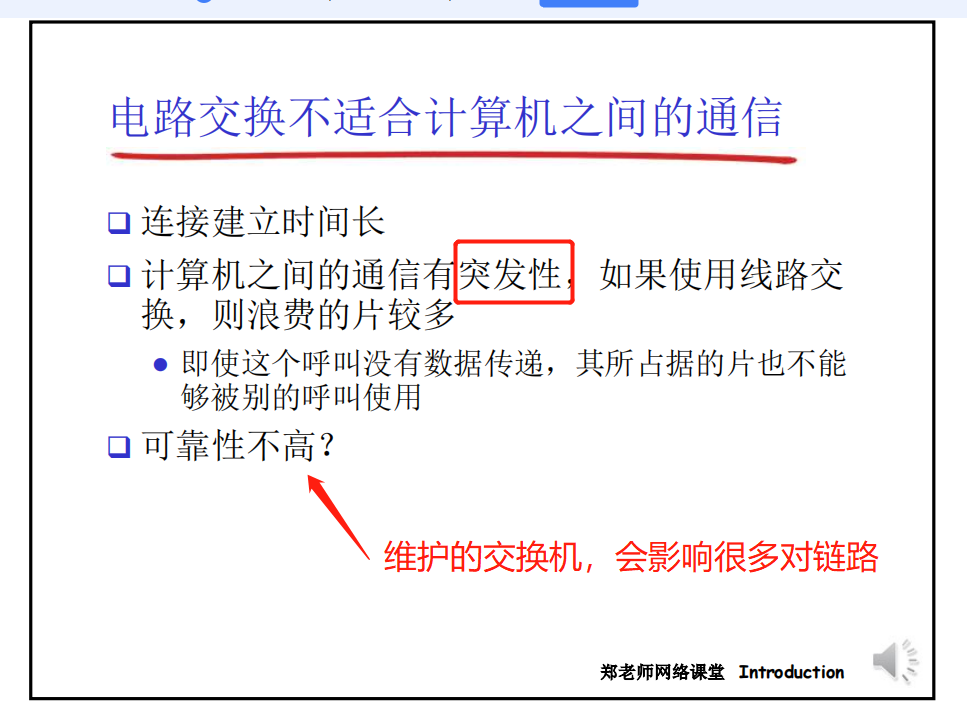 电路交换不适合计算机之间的通信
连接建立时间长
计算机之间的通信有突发性，如果使用线路交
换，则浪费的片较多
即使这个呼叫没有数据传递，其所占据的片也不能
够被别的呼叫使用
可靠性不高？
维护的交换机，会影响很多对链路
郑老师网络课堂 Introduction